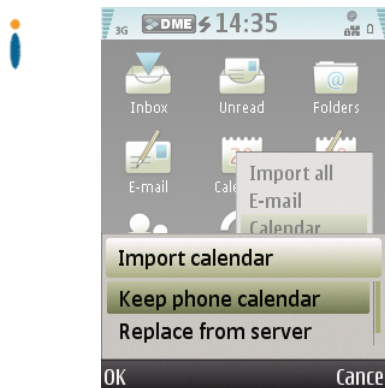 3G DME 14:35
Inbox Unread Folders
E-mail Cale
Import all
E-mail
Calendar
Import calendar
Keep phone calendar
Replace from server
OK Cance